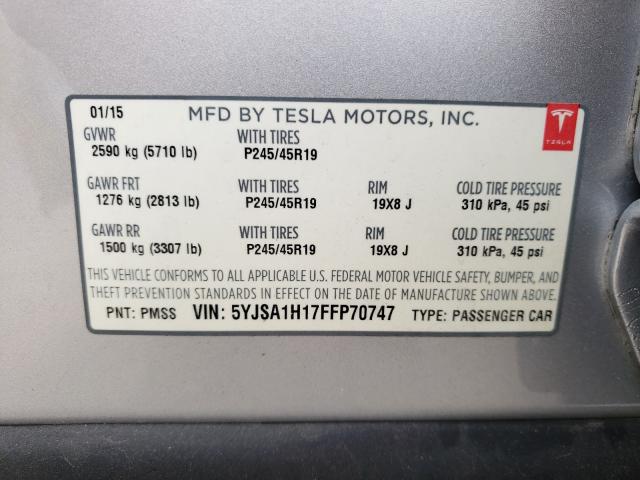 01/15 MFD BY TESLA MOTORS, INC.
GVWR WITH TIRES
2590 kg (5710 lb) P245/45R19
TESLA
GAWR FRT WITH TIRES RIM COLD TIRE PRESSURE
1276 kg (2813 lb) P245/45R19 19X8 J 310 kPa, 45 psi
GAWR RR WITH TIRES RIM COLD TIRE PRESSURE
1500 kg (3307 lb) P245/45R19 19X8 J 310 kPa, 45 psi
THIS VEHICLE CONFORMS TO ALL APPLICABLE U.S. FEDERAL MOTOR VEHICLE SAFETY, BUMPER, AND
THEFT PREVENTION STANDARDS IN EFFECT ON THE DATE OF MANUFACTURE SHOWN ABOVE.
PNT: PMSS VIN: 5YJSA1H17FFP70747 TYPE: PASSENGER CAR